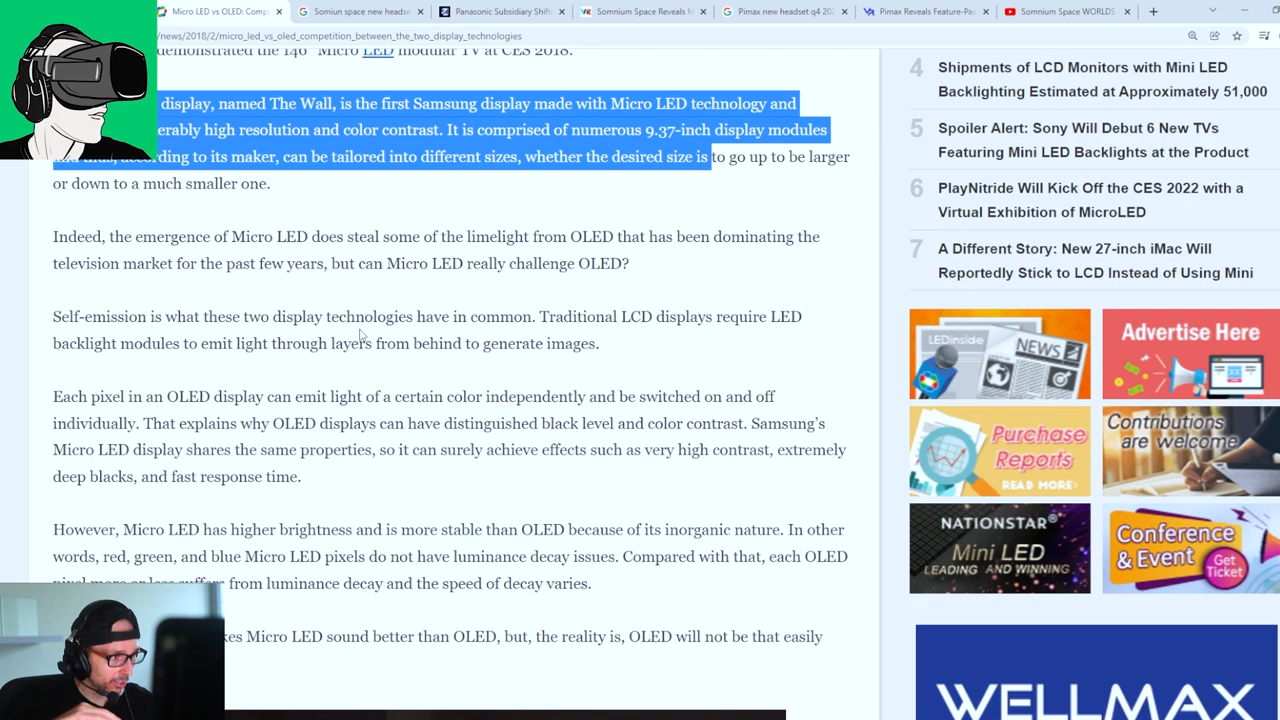 Micro LED vs OLED: Comp
Somiun space new headse
Panasonic Subsidiary Shift
Somnium Space Reveals M
Pimax new headset q4 202
Pimax Reveals Feature-Pac
Somnium Space WORLDS
/news/2018/2/micro_led_vs_oled_competition_between_the_two_display_technologies
demonstrated the 146" Micro LED modular TV at CES 2018.
display, named The Wall, is the first Samsung display made with Micro LED technology and
high resolution and color contrast. It is comprised of numerous 9.37-inch display modules
according to its maker, can be tailored into different sizes, whether the desired size is to go up to be larger
or down to a much smaller one.
Indeed, the emergence of Micro LED does steal some of the limelight from OLED that has been dominating the
television market for the past few years, but can Micro LED really challenge OLED?
Self-emission is what these two display technologies have in common. Traditional LCD displays require LED
backlight modules to emit light through layers from behind to generate images.
Each pixel in an OLED display can emit light of a certain color independently and be switched on and off
individually. That explains why OLED displays can have distinguished black level and color contrast. Samsung's
Micro LED display shares the same properties, so it can surely achieve effects such as very high contrast, extremely
deep blacks, and fast response time.
However, Micro LED has higher brightness and is more stable than OLED because of its inorganic nature. In other
words, red, green, and blue Micro LED pixels do not have luminance decay issues. Compared with that, each OLED
pixel more or less suffers from luminance decay and the speed of decay varies.
Micro LED sound better than OLED, but, the reality is, OLED will not be that easily
4 Shipments of LCD Monitors with Mini LED
Backlighting Estimated at Approximately 51,000
5 Spoiler Alert: Sony Will Debut 6 New TVs
Featuring Mini LED Backlights at the Product
6 PlayNitride Will Kick Off the CES 2022 with a
Virtual Exhibition of MicroLED
7 A Different Story: New 27-inch iMac Will
Reportedly Stick to LCD Instead of Using Mini
LEDinside
NEWS
Advertise Here
Purchase
Reports
READ MORE
Contributions
are welcome
NATIONSTAR®
Mini LED
LEADING AND WINNING
Conference
& Event
Get
Ticket
WELLMAX